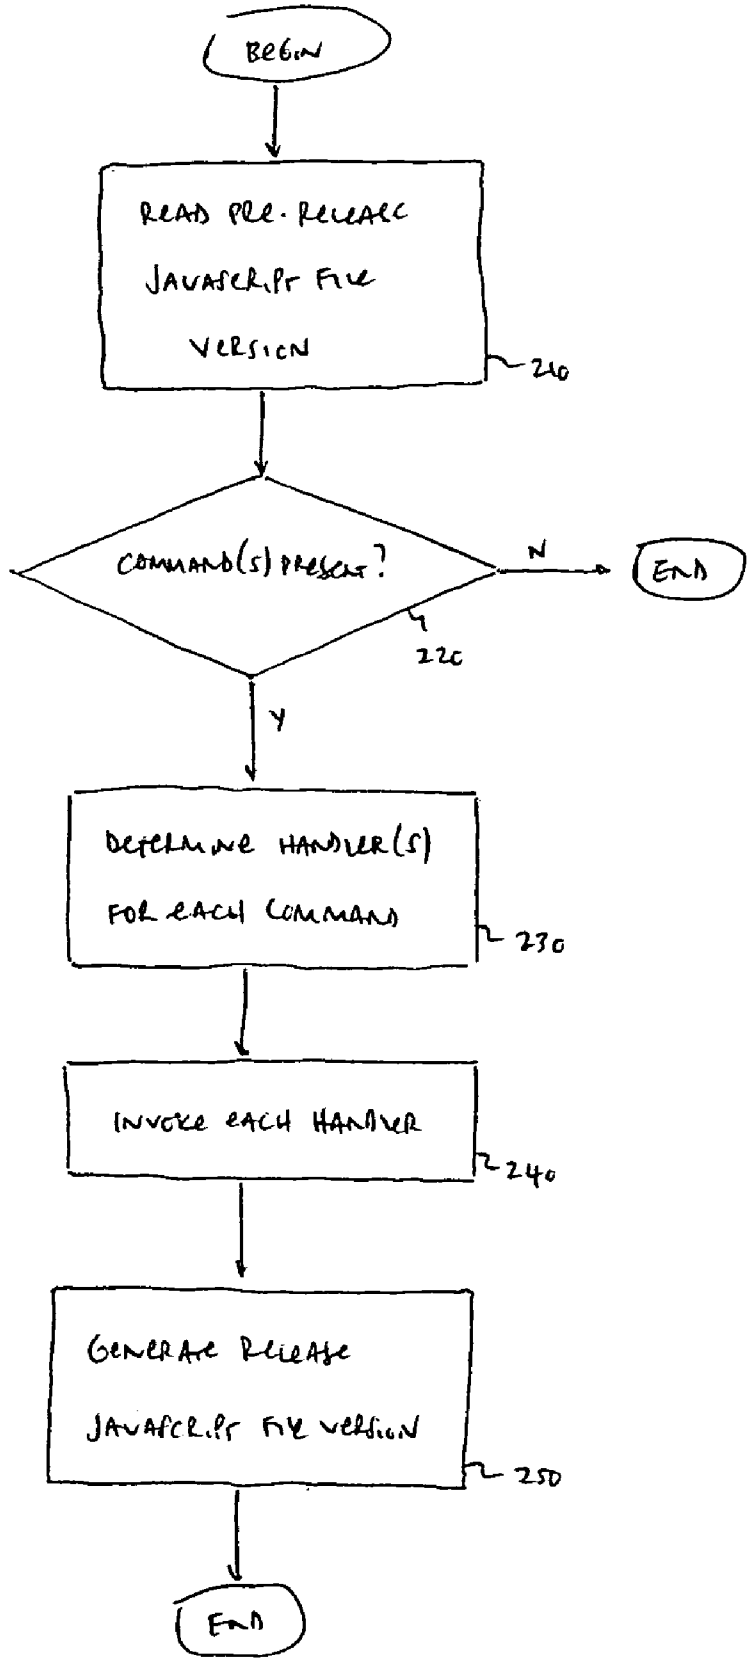 BEGIN
READ PRE-RELEASE
JAVASCRIPT FILE
VERSION
210
COMMAND(S) PRESENT?
N
END
220
Y
DETERMINE HANDLER(S)
FOR EACH COMMAND
230
INVOKE EACH HANDLER
240
GENERATE RELEASE
JAVASCRIPT FILE VERSION
250
END